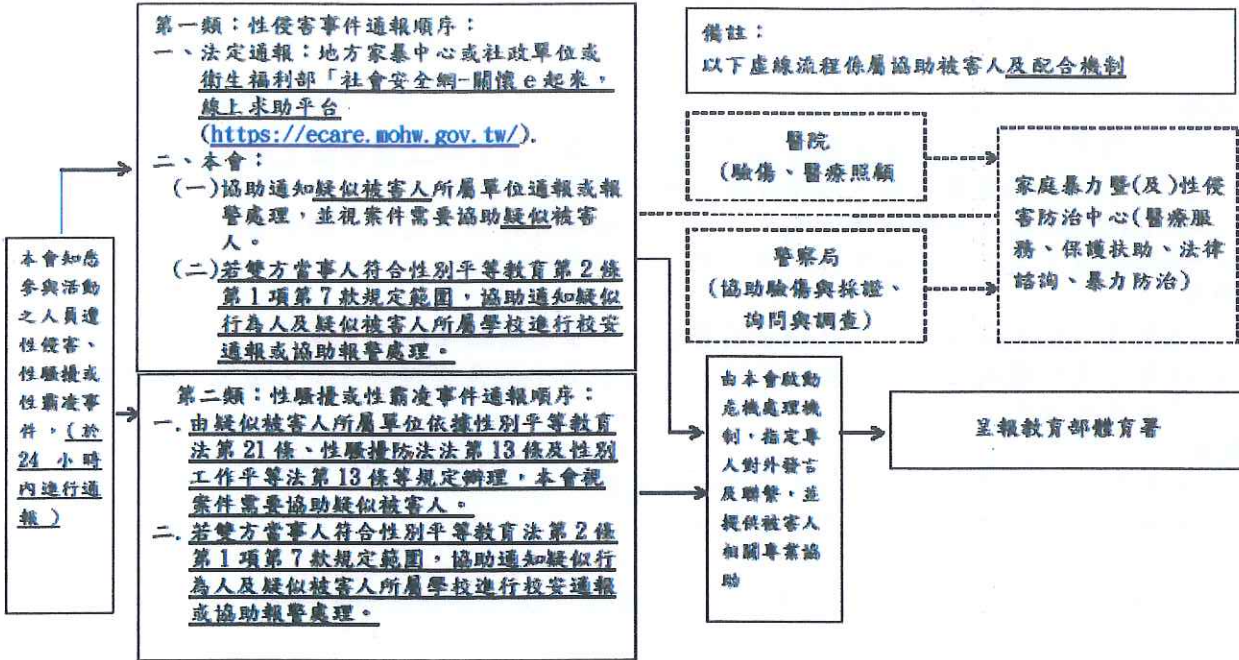 第一類：性侵害事件通報順序：
一、法定通報：地方家暴中心或社政單位或
衛生福利部「社會安全網-關懷 e 起來，
線上求助平台
(https://ecare.mohw.gov.tw/).
二、本會：
(一)協助通知疑似被害人所屬單位通報或報
警處理，並視案件需要協助疑似被害
人。
(二)若雙方當事人符合性別平等教育第 2 條
第 1 項第 7 款規定範圍，協助通知疑似
行為人及疑似被害人所屬學校進行校安
通報或協助報警處理。
備註：
以下虛線流程係屬協助被害人及配合機制
醫院
(驗傷、醫療照顧
警察局
(協助驗傷與採證、
詢問與調查)
家庭暴力暨(及)性侵
害防治中心(醫療服
務、保護扶助、法律
諮詢、暴力防治)
本會知悉
參與活動
之人員遭
性侵害、
性騷擾或
性霸凌事
件，(於
24 小時
內進行通
報)
第二類：性騷擾或性霸凌事件通報順序：
一. 由疑似被害人所屬單位依據性別平等教育
法第 21 條、性騷擾防法法第 13 條及性別
工作平等法第 13 條等規定辦理，本會視
案件需要協助疑似被害人。
二. 若雙方當事人符合性別平等教育法第 2 條
第 1 項第 7 款規定範圍，協助通知疑似行
為人及疑似被害人所屬學校進行校安通報
或協助報警處理。
由本會啟動
危機處理機
制，指定專
人對外發言
及聯繫，並
提供被害人
相關專業協
助
呈報教育部體育署